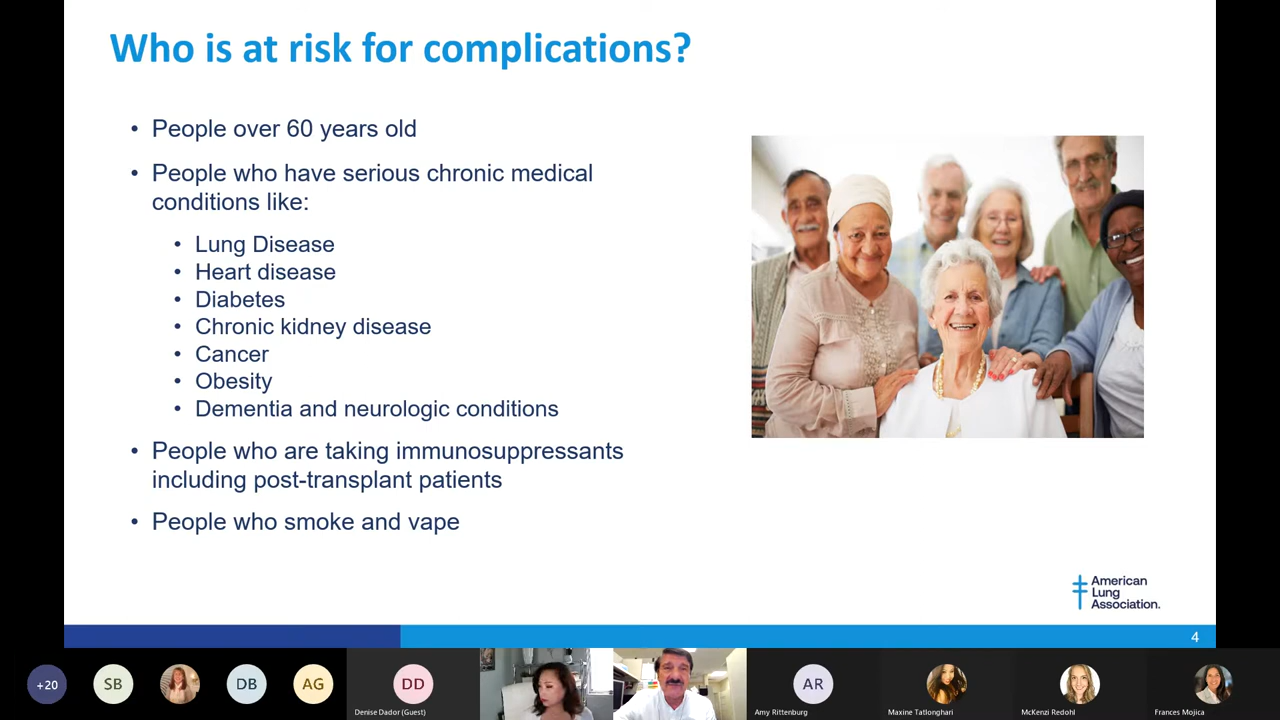 Who is at risk for complications?
• People over 60 years old
• People who have serious chronic medical
conditions like:
• Lung Disease
• Heart disease
• Diabetes
• Chronic kidney disease
• Cancer
• Obesity
• Dementia and neurologic conditions
• People who are taking immunosuppressants
including post-transplant patients
• People who smoke and vape
American
Lung
Association.
4
+20
SB
DB
AG
DD
AR
Denise Dador (Guest)
Amy Rittenburg
Maxine Tatlonghari
McKenzi Redohl
Frances Mojica